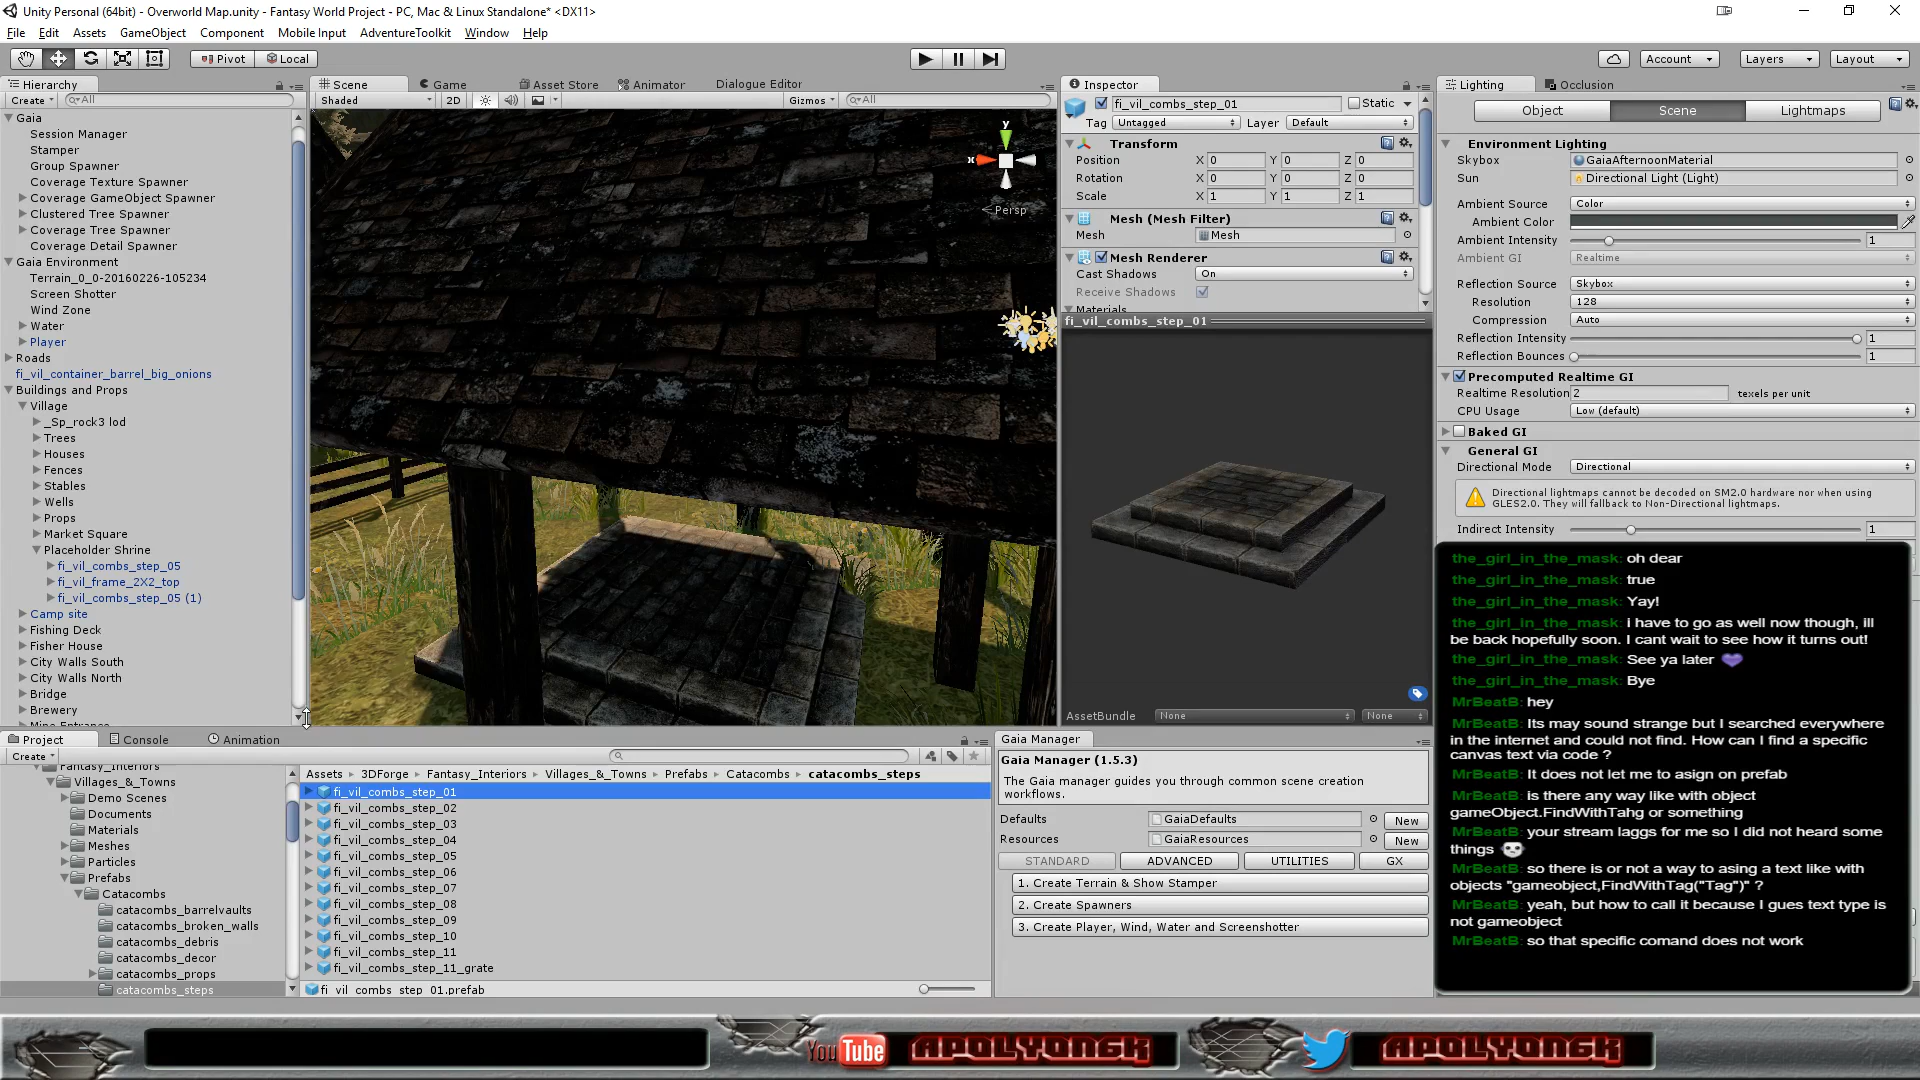 Unity Personal (64bit) - Overworld Map.unity - Fantasy World Project - PC, Mac & Linux Standalone* <DX11>
File Edit Assets GameObject Component Mobile Input AdventureToolkit Window Help
Pivot Local Account Layers Layout
Hierarchy
Create All
Gaia
Session Manager
Stamper
Group Spawner
Coverage Texture Spawner
Coverage GameObject Spawner
Clustered Tree Spawner
Coverage Tree Spawner
Coverage Detail Spawner
Gaia Environment
Terrain_0_0-20160226-105234
Screen Shotter
Wind Zone
Water
Player
Roads
fi_vil_container_barrel_big_onions
Buildings and Props
Village
_Sp_rock3 lod
Trees
Houses
Fences
Stables
Wells
Props
Market Square
Placeholder Shrine
fi_vil_combs_step_05
fi_vil_frame_2X2_top
fi_vil_combs_step_05 (1)
Camp site
Fishing Deck
Fisher House
City Walls South
City Walls North
Bridge
Brewery
Mine Entrance
Scene Game Asset Store Animator Dialogue Editor
Shaded 2D Gizmos All
y
x
Persp
Inspector
fi_vil_combs_step_01 Static
Tag Untagged Layer Default
Transform
Position X 0 Y 0 Z 0
Rotation X 0 Y 0 Z 0
Scale X 1 Y 1 Z 1
Mesh (Mesh Filter)
Mesh Mesh
Mesh Renderer
Cast Shadows On
Receive Shadows
Materials
fi_vil_combs_step_01
AssetBundle None None
Lighting Occlusion
Object Scene Lightmaps
Environment Lighting
Skybox GaiaAfternoonMaterial
Sun Directional Light (Light)
Ambient Source Color
Ambient Color
Ambient Intensity 1
Ambient GI Realtime
Reflection Source Skybox
Resolution 128
Compression Auto
Reflection Intensity 1
Reflection Bounces 1
Precomputed Realtime GI
Realtime Resolution 2 texels per unit
CPU Usage Low (default)
Baked GI
General GI
Directional Mode Directional
Directional lightmaps cannot be decoded on SM2.0 hardware nor when using
GLES2.0. They will fallback to Non-Directional lightmaps.
Indirect Intensity 1
the_girl_in_the_mask: oh dear
the_girl_in_the_mask: true
the_girl_in_the_mask: Yay!
the_girl_in_the_mask: i have to go as well now though, ill
be back hopefully soon. I cant wait to see how it turns out!
the_girl_in_the_mask: See ya later
the_girl_in_the_mask: Bye
MrBeatB: hey
MrBeatB: Its may sound strange but I searched everywhere
in the internet and could not find. How can I find a specific
canvas text via code ?
MrBeatB: It does not let me to asign on prefab
MrBeatB: is there any way like with object
gameObject.FindWithTahg or something
MrBeatB: your stream laggs for me so I did not heard some
things
MrBeatB: so there is or not a way to asing a text like with
objects "gameobject,FindWithTag("Tag")" ?
MrBeatB: yeah, but how to call it because I gues text type is
not gameobject
MrBeatB: so that specific comand does not work
Project Console Animation
Create
Fantasy_Interiors
Villages_&_Towns
Demo Scenes
Documents
Materials
Meshes
Particles
Prefabs
Catacombs
catacombs_barrelvaults
catacombs_broken_walls
catacombs_debris
catacombs_decor
catacombs_props
catacombs_steps
Assets 3DForge Fantasy_Interiors Villages_&_Towns Prefabs Catacombs catacombs_steps
fi_vil_combs_step_01
fi_vil_combs_step_02
fi_vil_combs_step_03
fi_vil_combs_step_04
fi_vil_combs_step_05
fi_vil_combs_step_06
fi_vil_combs_step_07
fi_vil_combs_step_08
fi_vil_combs_step_09
fi_vil_combs_step_10
fi_vil_combs_step_11
fi_vil_combs_step_11_grate
fi_vil_combs_step_01.prefab
Gaia Manager
Gaia Manager (1.5.3)
The Gaia manager guides you through common scene creation
workflows.
Defaults GaiaDefaults New
Resources GaiaResources New
STANDARD ADVANCED UTILITIES GX
1. Create Terrain & Show Stamper
2. Create Spawners
3. Create Player, Wind, Water and Screenshotter
YouTube APOLYONGK APOLYONGK